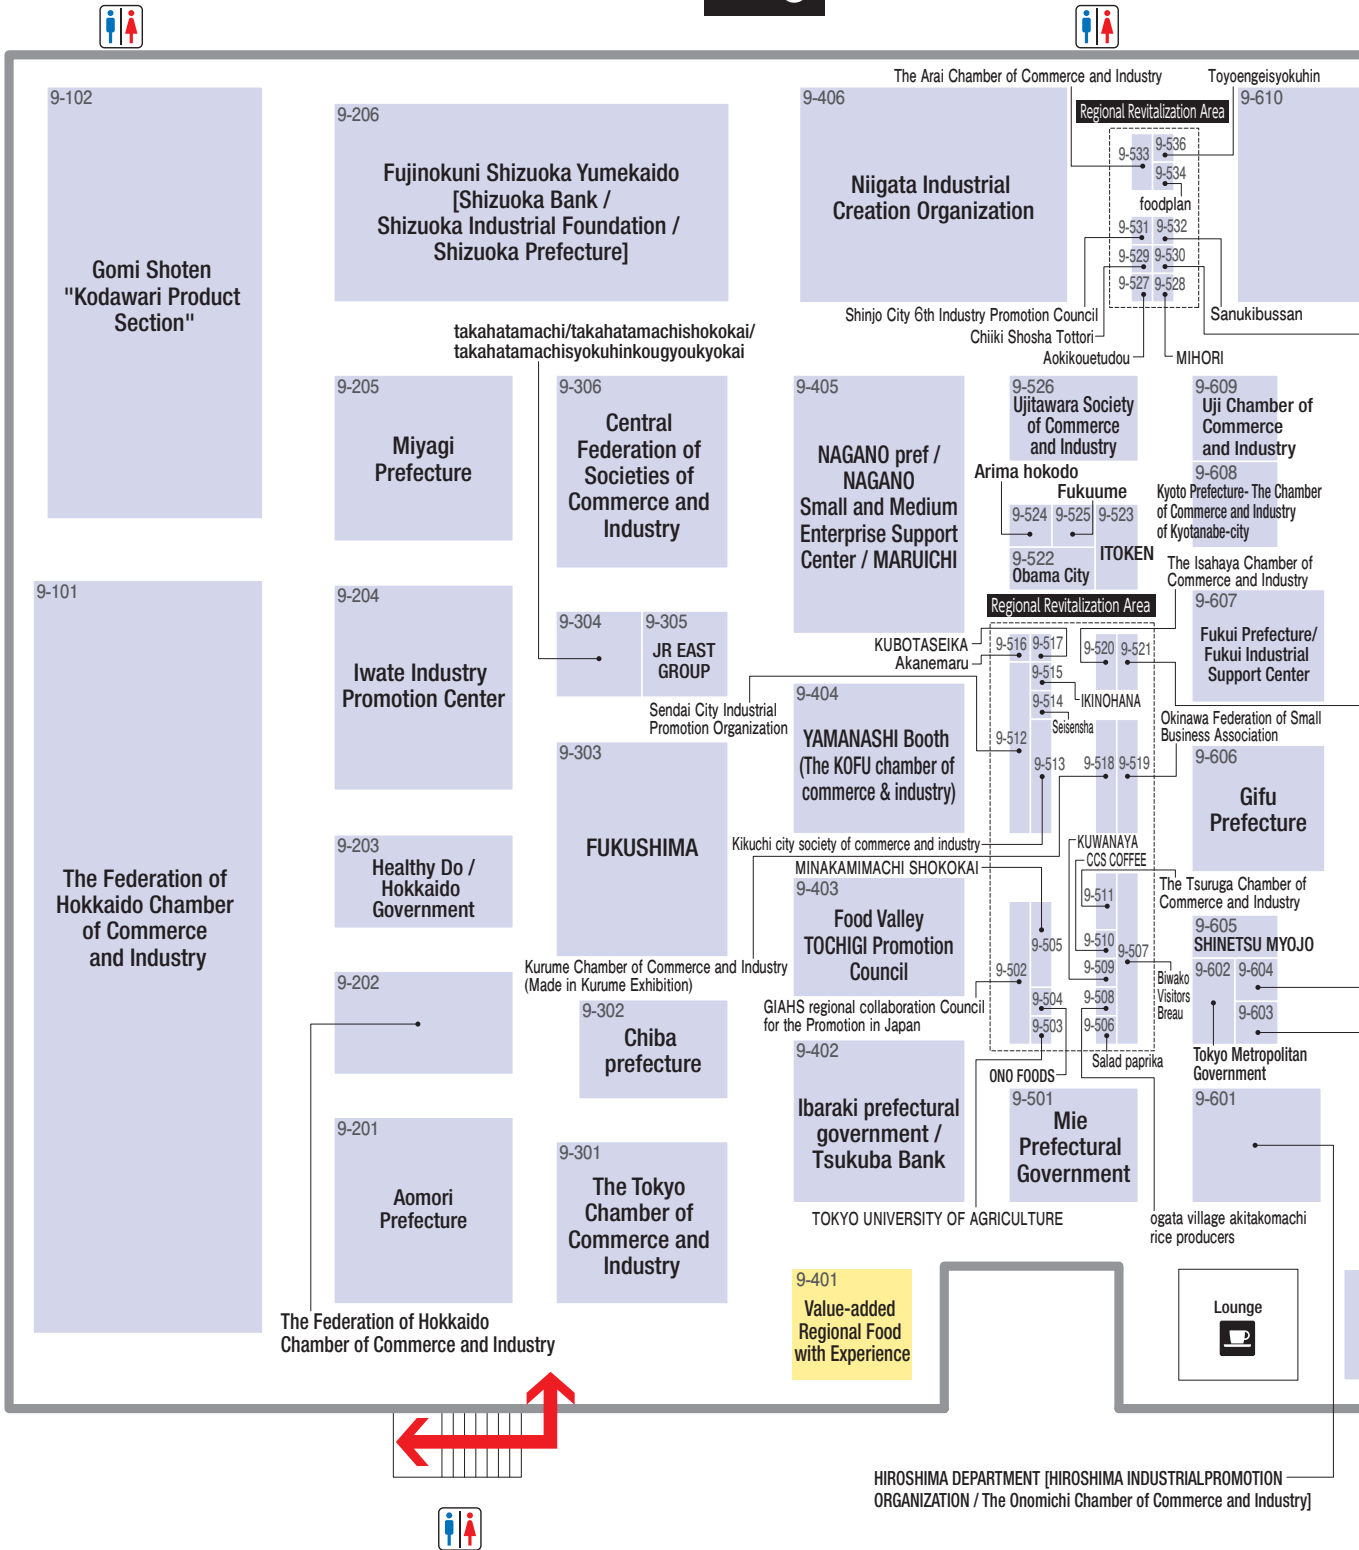 9-102
Gomi Shoten
"Kodawari Product
Section"
9-101
The Federation of
Hokkaido Chamber
of Commerce
and Industry
9-206
Fujinokuni Shizuoka Yumekaido
[Shizuoka Bank /
Shizuoka Industrial Foundation /
Shizuoka Prefecture]
takahatamachi/takahatamachishokokai/
takahatamachisyokuhinkougyoukyokai
9-205
Miyagi
Prefecture
9-204
Iwate Industry
Promotion Center
9-203
Healthy Do /
Hokkaido
Government
9-202
9-201
Aomori
Prefecture
The Federation of Hokkaido
Chamber of Commerce and Industry
9-306
Central
Federation of
Societies of
Commerce and
Industry
9-304
9-305
JR EAST
GROUP
Sendai City Industrial
Promotion Organization
9-303
FUKUSHIMA
Kurume Chamber of Commerce and Industry
(Made in Kurume Exhibition)
9-302
Chiba
prefecture
9-301
The Tokyo
Chamber of
Commerce and
Industry
The Arai Chamber of Commerce and Industry
Toyoengeisyokuhin
9-406
Niigata Industrial
Creation Organization
Regional Revitalization Area
9-536
9-533
9-534
foodplan
9-531
9-532
9-529
9-530
9-527
9-528
9-610
Shinjo City 6th Industry Promotion Council
Sanukibussan
Chiiki Shosha Tottori
Aokikouetudou
MIHORI
9-405
NAGANO pref /
NAGANO
Small and Medium
Enterprise Support
Center / MARUICHI
9-526
Ujitawara Society
of Commerce
and Industry
9-609
Uji Chamber of
Commerce
and Industry
9-608
Kyoto Prefecture- The Chamber
of Commerce and Industry
of Kyotanabe-city
Arima hokodo
Fukuume
9-524
9-525
9-523
ITOKEN
9-522
Obama City
The Isahaya Chamber of
Commerce and Industry
Regional Revitalization Area
9-607
Fukui Prefecture/
Fukui Industrial
Support Center
KUBOTASEIKA
Akanemaru
9-516
9-517
9-520
9-521
9-515
IKINOHANA
9-514
Seisensha
9-512
9-513
9-518
9-519
Okinawa Federation of Small
Business Association
9-404
YAMANASHI Booth
(The KOFU chamber of
commerce & industry)
9-606
Gifu
Prefecture
Kikuchi city society of commerce and industry
MINAKAMIMACHI SHOKOKAI
KUWANAYA
CCS COFFEE
9-403
Food Valley
TOCHIGI Promotion
Council
9-511
9-510
9-505
9-507
9-509
9-502
9-508
9-504
9-503
9-506
The Tsuruga Chamber of
Commerce and Industry
9-605
SHINETSU MYOJO
9-602
9-604
9-603
Biwako
Visitors
Breau
GIAHS regional collaboration Council
for the Promotion in Japan
Salad paprika
Tokyo Metropolitan
Government
9-402
Ibaraki prefectural
government /
Tsukuba Bank
ONO FOODS
9-501
Mie
Prefectural
Government
9-601
TOKYO UNIVERSITY OF AGRICULTURE
ogata village akitakomachi
rice producers
9-401
Value-added
Regional Food
with Experience
Lounge
HIROSHIMA DEPARTMENT [HIROSHIMA INDUSTRIALPROMOTION
ORGANIZATION / The Onomichi Chamber of Commerce and Industry]